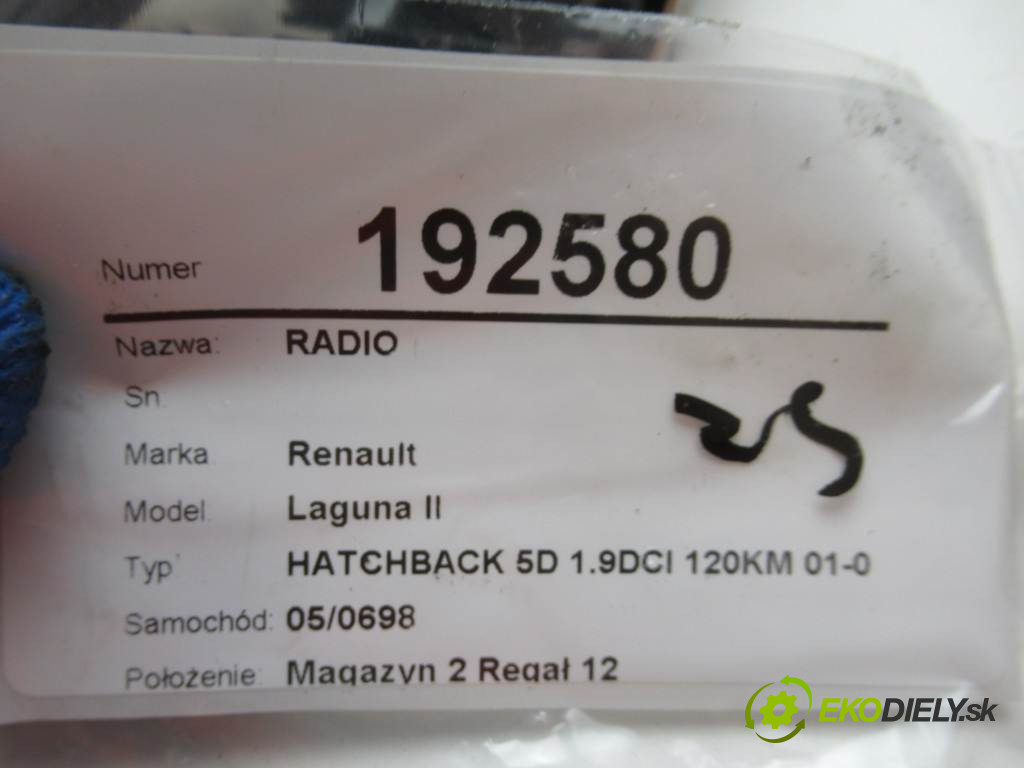 Numer 192580
Nazwa: RADIO
Sn.
Marka Renault
Model Laguna II
Typ HATCHBACK 5D 1.9DCI 120KM 01-0
Samochód: 05/0698
Położenie: Magazyn 2 Regał 12
EKODIELY.sk